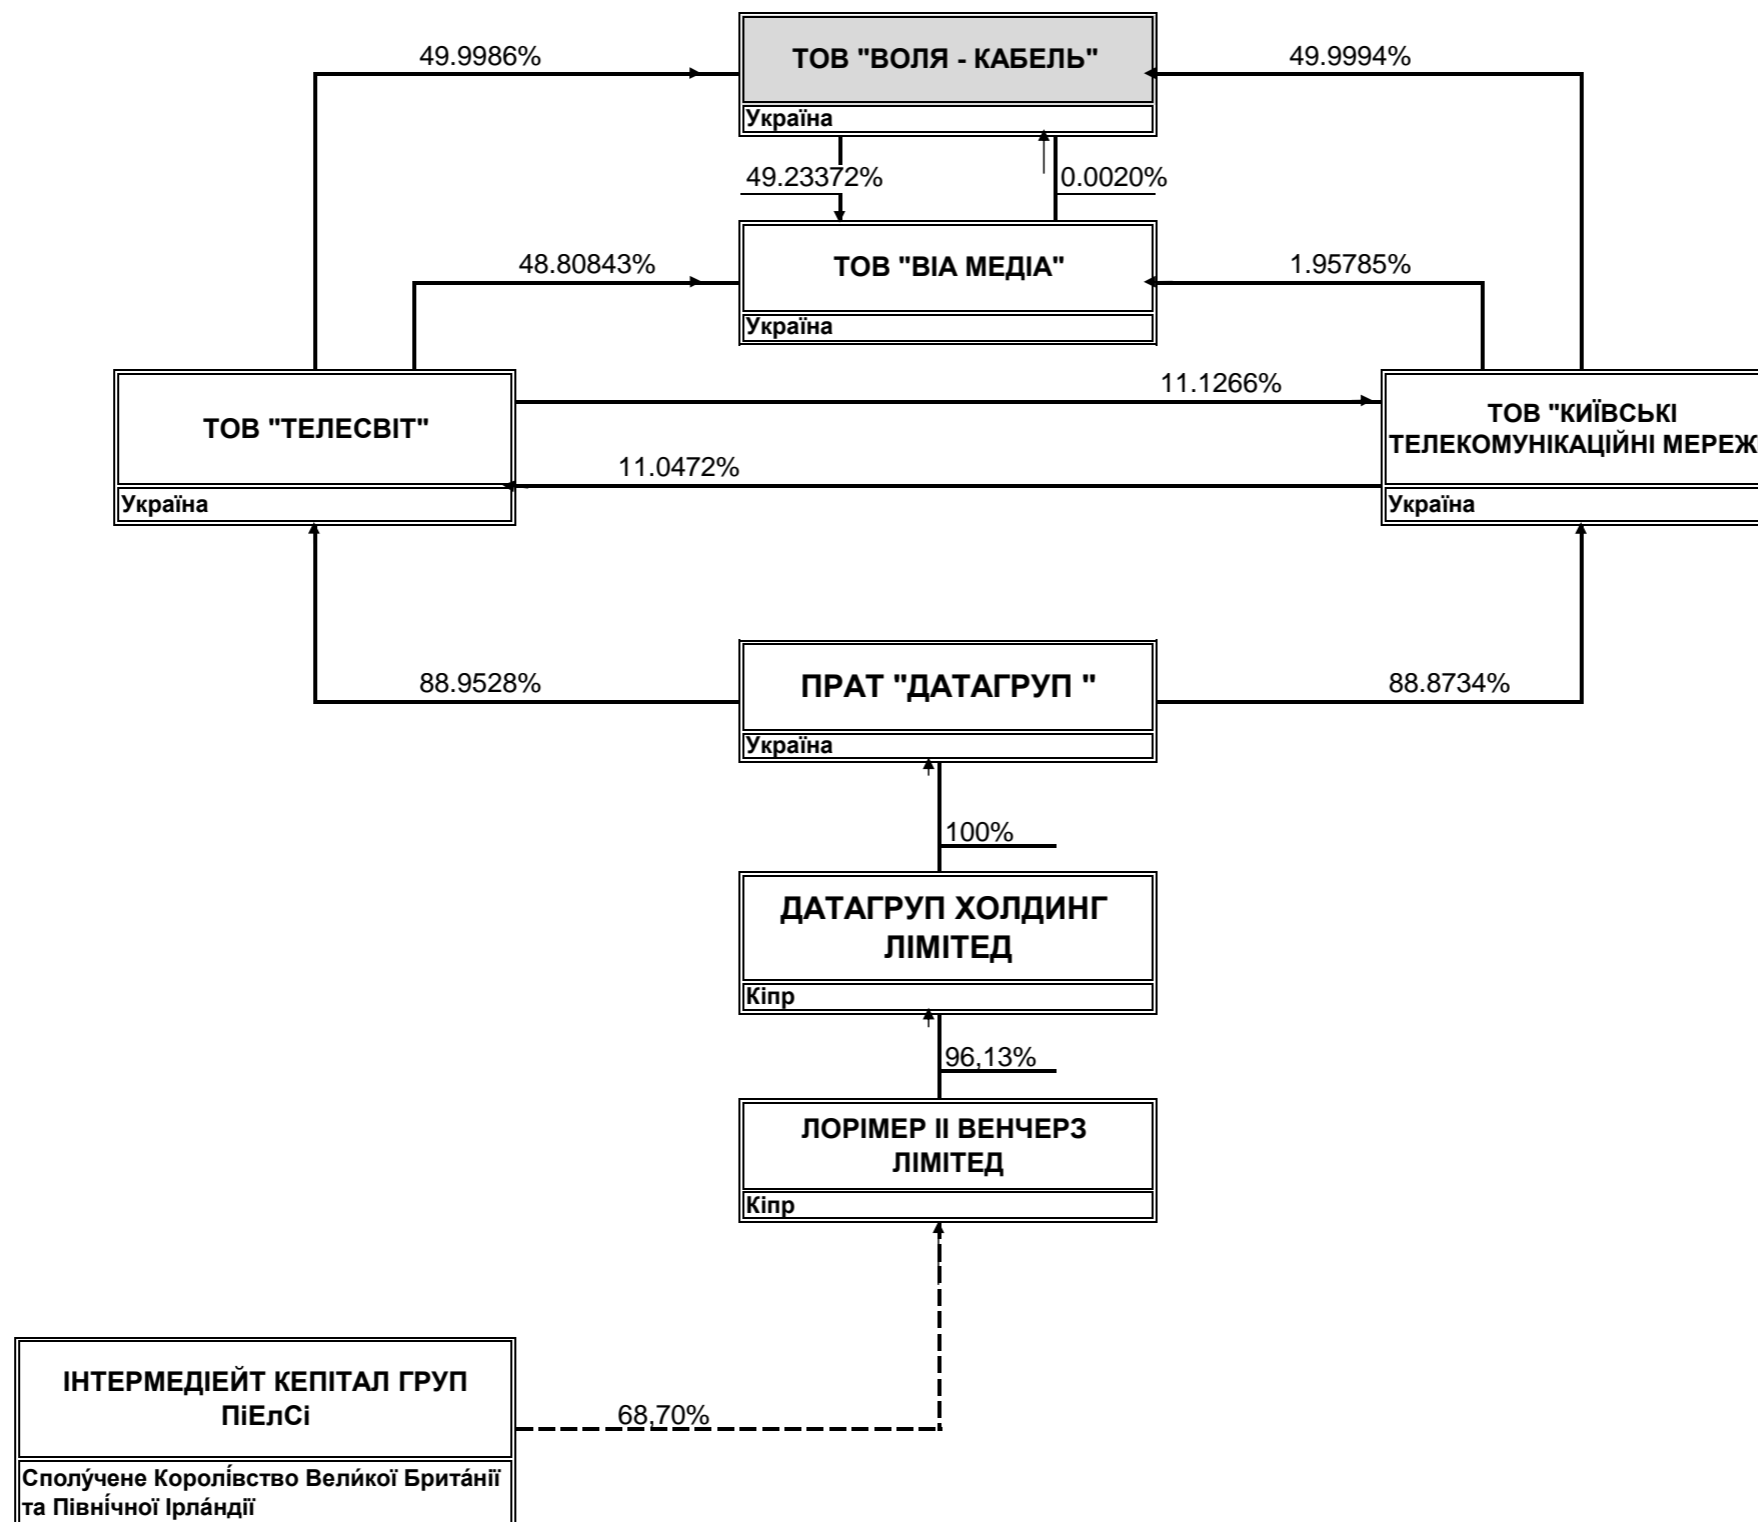 49.9986%
ТОВ "ВОЛЯ - КАБЕЛЬ"
49.9994%
Україна
49.23372%
0.0020%
48.80843%
ТОВ "ВІА МЕДІА"
1.95785%
Україна
11.1266%
ТОВ "ТЕЛЕСВІТ"
ТОВ "КИЇВСЬКІ
ТЕЛЕКОМУНІКАЦІЙНІ МЕРЕЖ
11.0472%
Україна
Україна
88.9528%
ПРАТ "ДАТАГРУП "
88.8734%
Україна
100%
ДАТАГРУП ХОЛДИНГ
ЛІМІТЕД
Кіпр
96,13%
ЛОРІМЕР ІІ ВЕНЧЕРЗ
ЛІМІТЕД
Кіпр
ІНТЕРМЕДІЕЙТ КЕПІТАЛ ГРУП
ПіЕлСі
68,70%
Сполу́чене Королі́вство Вели́кої Брита́нії
та Півні́чної Ірла́ндії